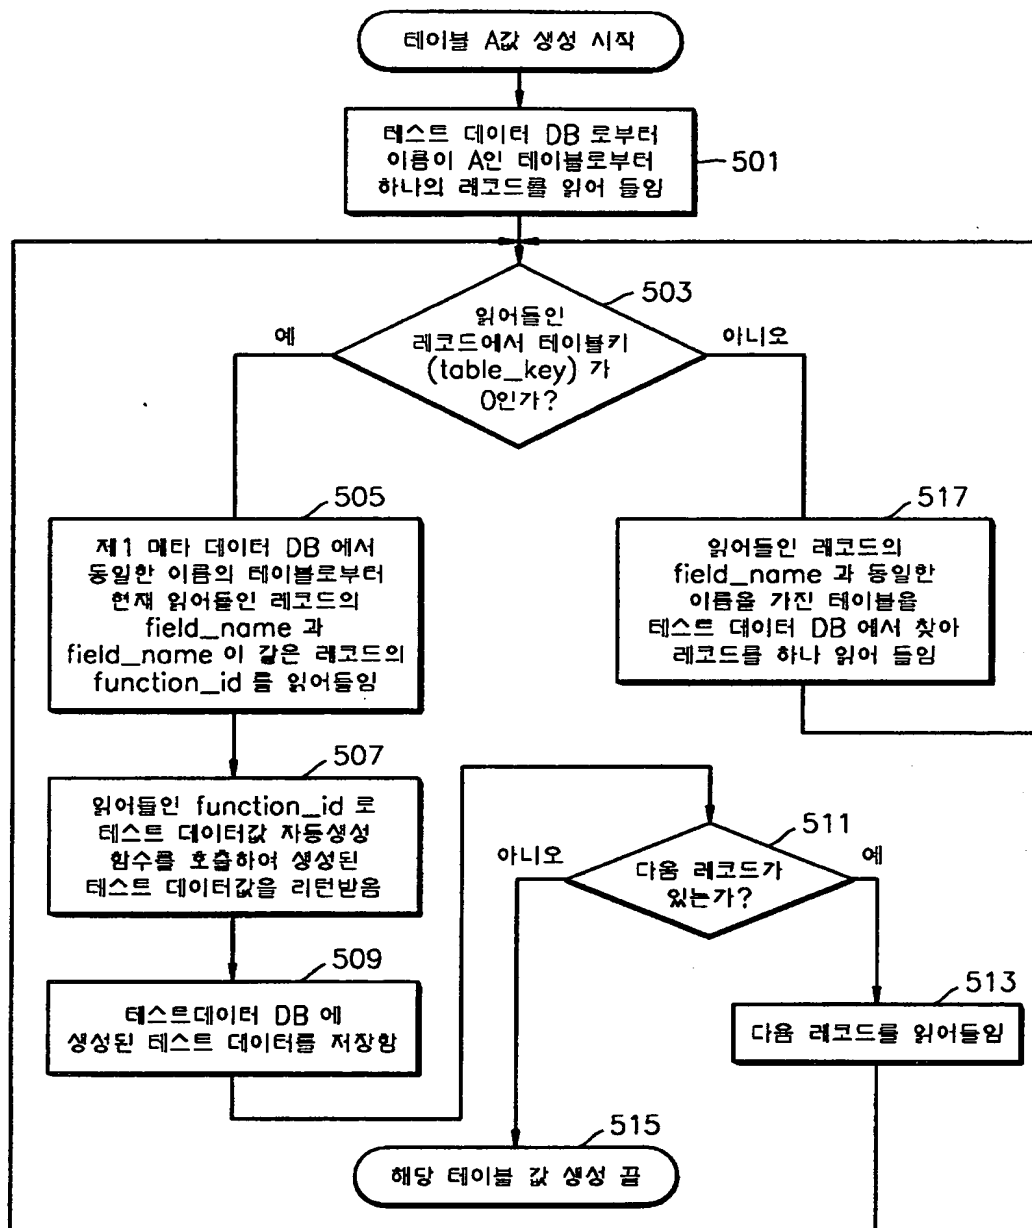 테이블 A값 생성 시작
테스트 데이터 DB 로부터
이름이 A인 테이블로부터
하나의 레코드를 읽어 들임
501
503
읽어들인
레코드에서 테이블키
(table_key) 가
0인가?
예
아니오
505
제1 메타 데이터 DB 에서
동일한 이름의 테이블로부터
현재 읽어들인 레코드의
field_name 과
field_name 이 같은 레코드의
function_id 를 읽어들임
517
읽어들인 레코드의
field_name 과 동일한
이름을 가진 테이블을
테스트 데이터 DB 에서 찾아
레코드를 하나 읽어 들임
507
읽어들인 function_id 로
테스트 데이터값 자동생성
함수를 호출하여 생성된
테스트 데이터값을 리턴받음
511
아니오
다음 레코드가
있는가?
예
509
테스트데이터 DB 에
생성된 테스트 데이터를 저장함
513
다음 레코드를 읽어들임
515
해당 테이블 값 생성 끝